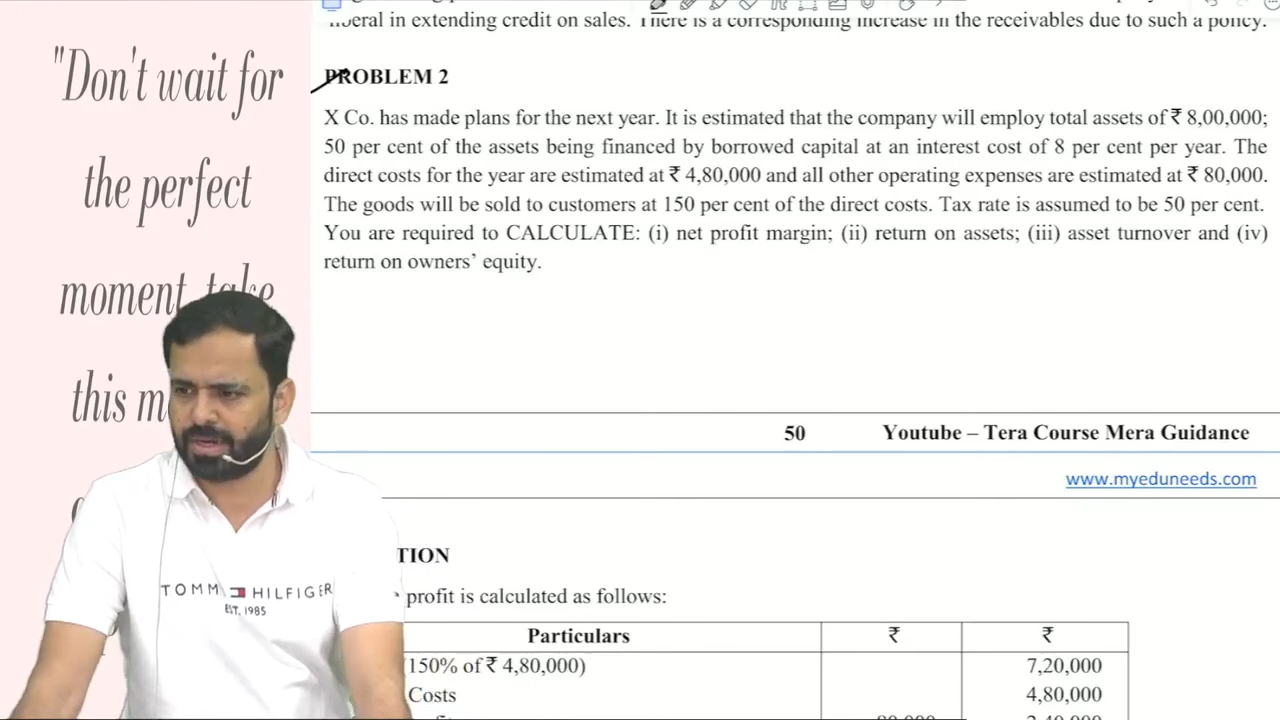 liberal in extending credit on sales. There is a corresponding increase in the receivables due to such a policy.
"Don't wait for
the perfect
moment, take
this m
PROBLEM 2
X Co. has made plans for the next year. It is estimated that the company will employ total assets of ₹ 8,00,000;
50 per cent of the assets being financed by borrowed capital at an interest cost of 8 per cent per year. The
direct costs for the year are estimated at ₹ 4,80,000 and all other operating expenses are estimated at ₹ 80,000.
The goods will be sold to customers at 150 per cent of the direct costs. Tax rate is assumed to be 50 per cent.
You are required to CALCULATE: (i) net profit margin; (ii) return on assets; (iii) asset turnover and (iv)
return on owners' equity.
50 Youtube – Tera Course Mera Guidance
www.myeduneeds.com
TION
profit is calculated as follows:
Particulars ₹ ₹
(150% of ₹ 4,80,000) 7,20,000
Costs 4,80,000
80,000 2,40,000
TOMM HILFIGER
EST. 1985